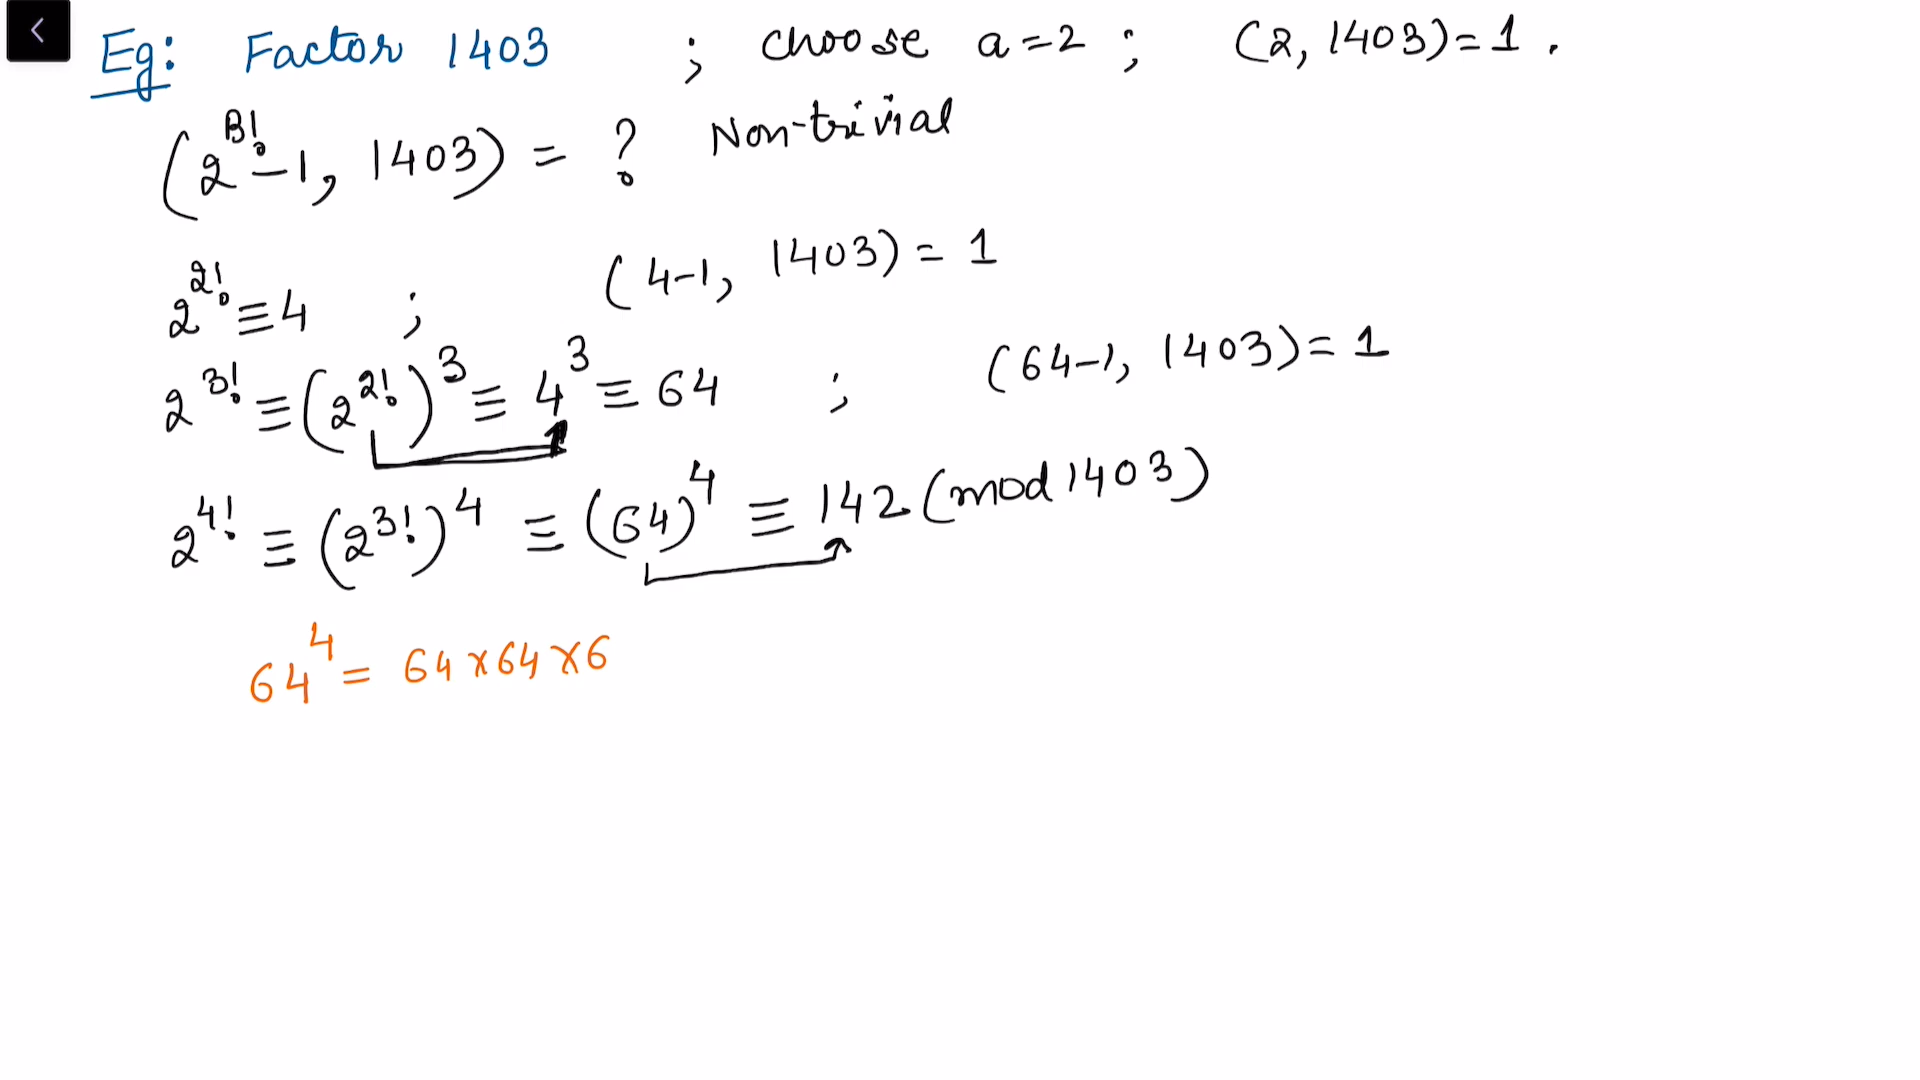 Eg: Factor 1403 ; choose a=2 ; (2, 1403)=1 .
(2^{B!}-1, 1403) = ? Non-trivial
2^{2!} ≡ 4 ; (4-1, 1403) = 1
2^{3!} ≡ (2^{2!})^3 ≡ 4^3 ≡ 64 ; (64-1, 1403) = 1
2^{4!} ≡ (2^{3!})^4 ≡ (64)^4 ≡ 142 (mod 1403)
64^4 = 64 x 64 x 6